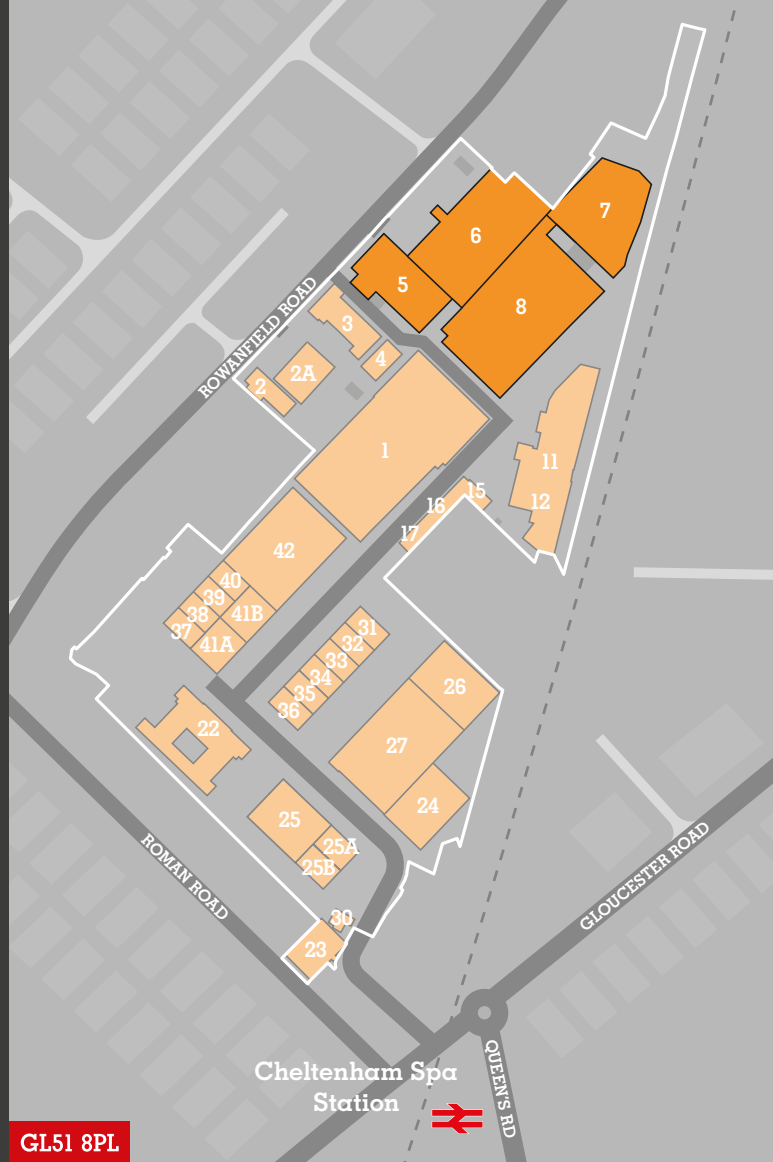 7
6
5
8
ROWANFIELD ROAD
3
4
2A
2
1
11
15
12
16
17
42
40
39
41B
38
37
41A
31
32
33
34
35
36
26
22
27
24
25
25A
25B
ROMAN ROAD
GLOUCESTER ROAD
30
23
QUEEN'S RD
Cheltenham Spa
Station
GL51 8PL